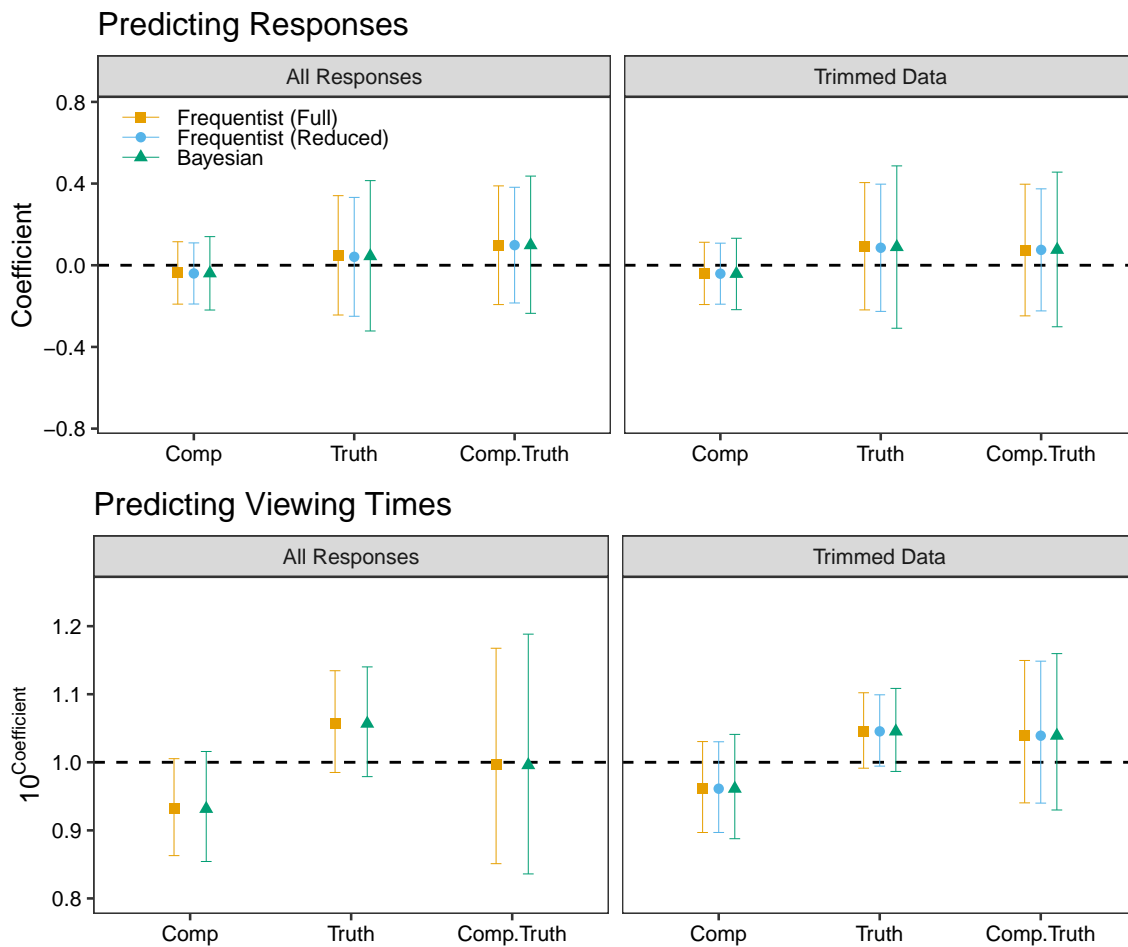 Predicting Responses
All Responses
Trimmed Data
Frequentist (Full)
Frequentist (Reduced)
Bayesian
Coefficient
0.8
0.4
0.0
−0.4
−0.8
Comp
Truth
Comp.Truth
Comp
Truth
Comp.Truth
Predicting Viewing Times
All Responses
Trimmed Data
10^Coefficient
1.2
1.1
1.0
0.9
0.8
Comp
Truth
Comp.Truth
Comp
Truth
Comp.Truth